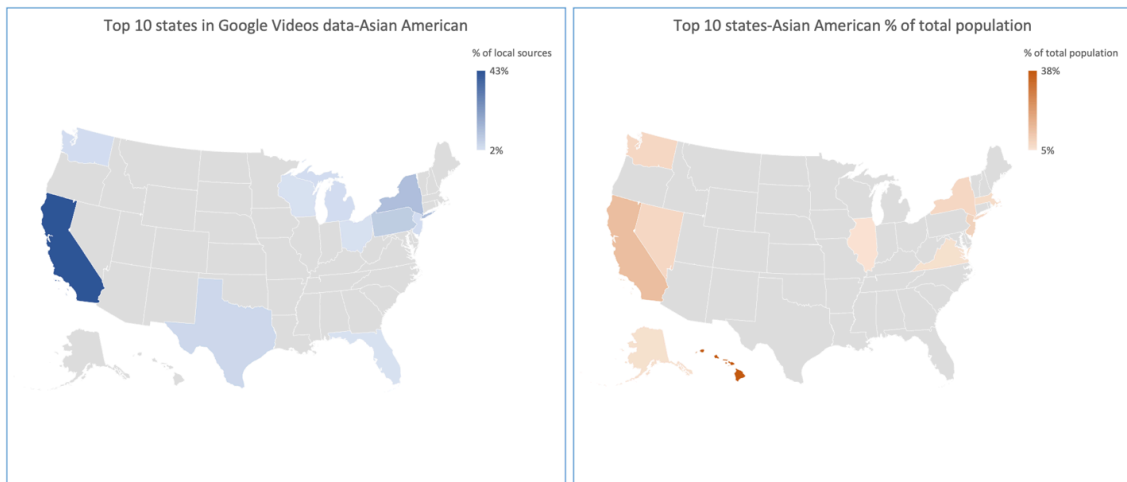 Top 10 states in Google Videos data-Asian American
% of local sources
43%
2%
Top 10 states-Asian American % of total population
% of total population
38%
5%